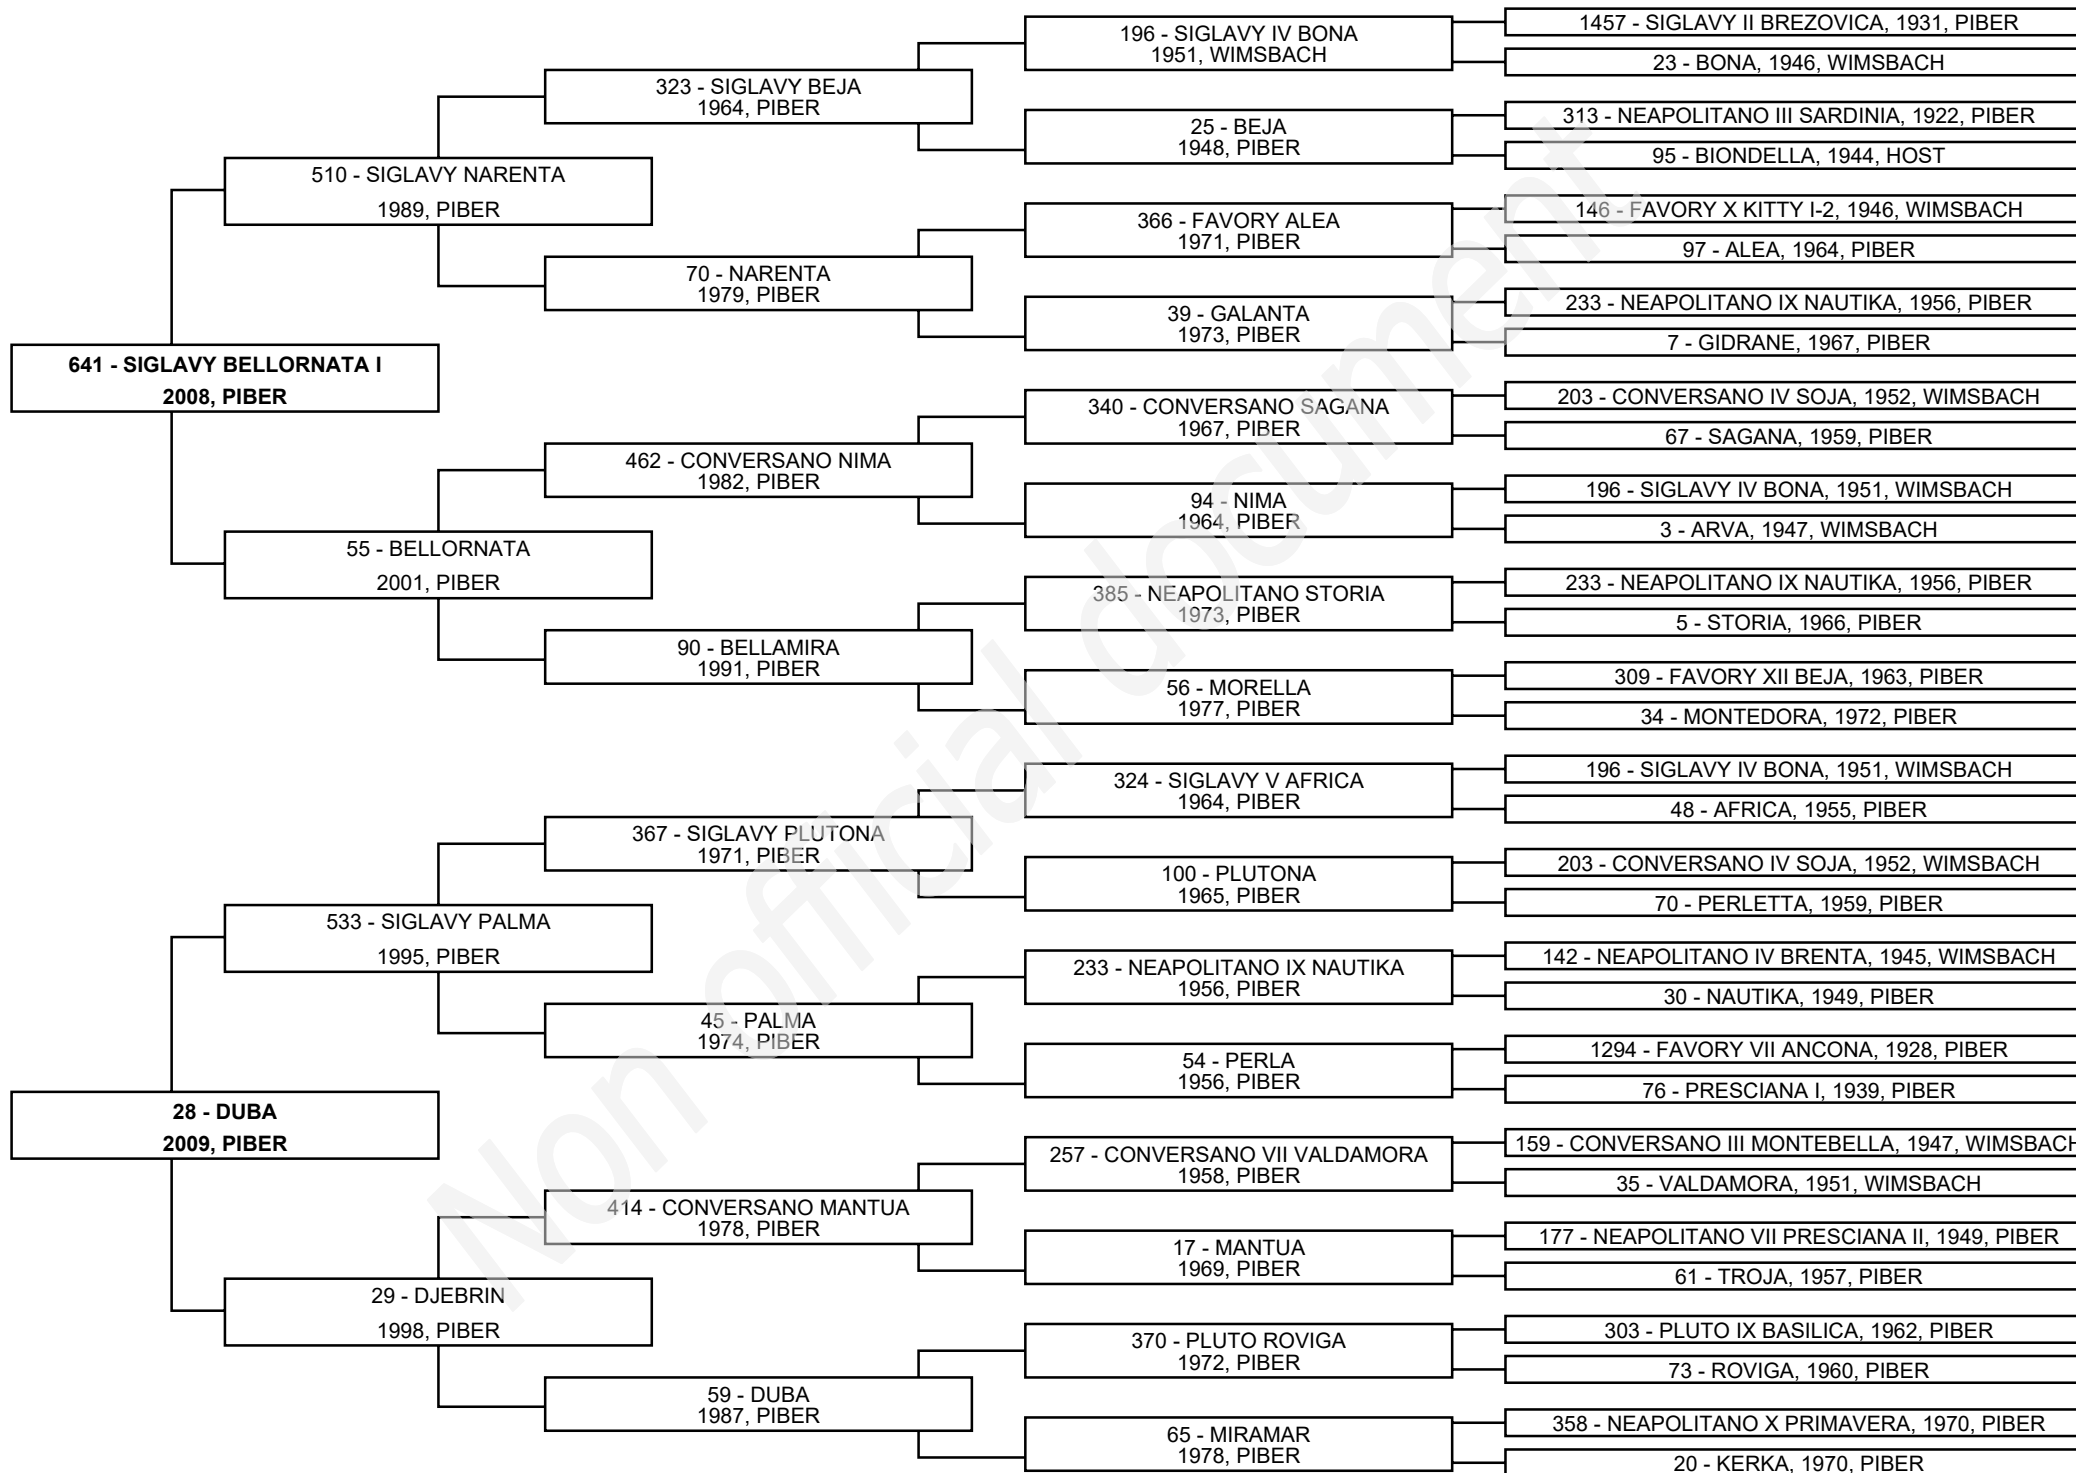 196 - SIGLAVY IV BONA
1951, WIMSBACH
1457 - SIGLAVY II BREZOVICA, 1931, PIBER
23 - BONA, 1946, WIMSBACH
323 - SIGLAVY BEJA
1964, PIBER
25 - BEJA
1948, PIBER
313 - NEAPOLITANO III SARDINIA, 1922, PIBER
95 - BIONDELLA, 1944, HOST
510 - SIGLAVY NARENTA
1989, PIBER
366 - FAVORY ALEA
1971, PIBER
146 - FAVORY X KITTY I-2, 1946, WIMSBACH
97 - ALEA, 1964, PIBER
70 - NARENTA
1979, PIBER
39 - GALANTA
1973, PIBER
233 - NEAPOLITANO IX NAUTIKA, 1956, PIBER
7 - GIDRANE, 1967, PIBER
641 - SIGLAVY BELLORNATA I
2008, PIBER
340 - CONVERSANO SAGANA
1967, PIBER
203 - CONVERSANO IV SOJA, 1952, WIMSBACH
67 - SAGANA, 1959, PIBER
462 - CONVERSANO NIMA
1982, PIBER
94 - NIMA
1964, PIBER
196 - SIGLAVY IV BONA, 1951, WIMSBACH
3 - ARVA, 1947, WIMSBACH
55 - BELLORNATA
2001, PIBER
385 - NEAPOLITANO STORIA
1973, PIBER
233 - NEAPOLITANO IX NAUTIKA, 1956, PIBER
5 - STORIA, 1966, PIBER
90 - BELLAMIRA
1991, PIBER
56 - MORELLA
1977, PIBER
309 - FAVORY XII BEJA, 1963, PIBER
34 - MONTEDORA, 1972, PIBER
324 - SIGLAVY V AFRICA
1964, PIBER
196 - SIGLAVY IV BONA, 1951, WIMSBACH
48 - AFRICA, 1955, PIBER
367 - SIGLAVY PLUTONA
1971, PIBER
100 - PLUTONA
1965, PIBER
203 - CONVERSANO IV SOJA, 1952, WIMSBACH
70 - PERLETTA, 1959, PIBER
533 - SIGLAVY PALMA
1995, PIBER
233 - NEAPOLITANO IX NAUTIKA
1956, PIBER
142 - NEAPOLITANO IV BRENTA, 1945, WIMSBACH
30 - NAUTIKA, 1949, PIBER
45 - PALMA
1974, PIBER
54 - PERLA
1956, PIBER
1294 - FAVORY VII ANCONA, 1928, PIBER
76 - PRESCIANA I, 1939, PIBER
28 - DUBA
2009, PIBER
257 - CONVERSANO VII VALDAMORA
1958, PIBER
159 - CONVERSANO III MONTEBELLA, 1947, WIMSBACH
35 - VALDAMORA, 1951, WIMSBACH
414 - CONVERSANO MANTUA
1978, PIBER
17 - MANTUA
1969, PIBER
177 - NEAPOLITANO VII PRESCIANA II, 1949, PIBER
61 - TROJA, 1957, PIBER
29 - DJEBRIN
1998, PIBER
370 - PLUTO ROVIGA
1972, PIBER
303 - PLUTO IX BASILICA, 1962, PIBER
73 - ROVIGA, 1960, PIBER
59 - DUBA
1987, PIBER
65 - MIRAMAR
1978, PIBER
358 - NEAPOLITANO X PRIMAVERA, 1970, PIBER
20 - KERKA, 1970, PIBER
Non official document